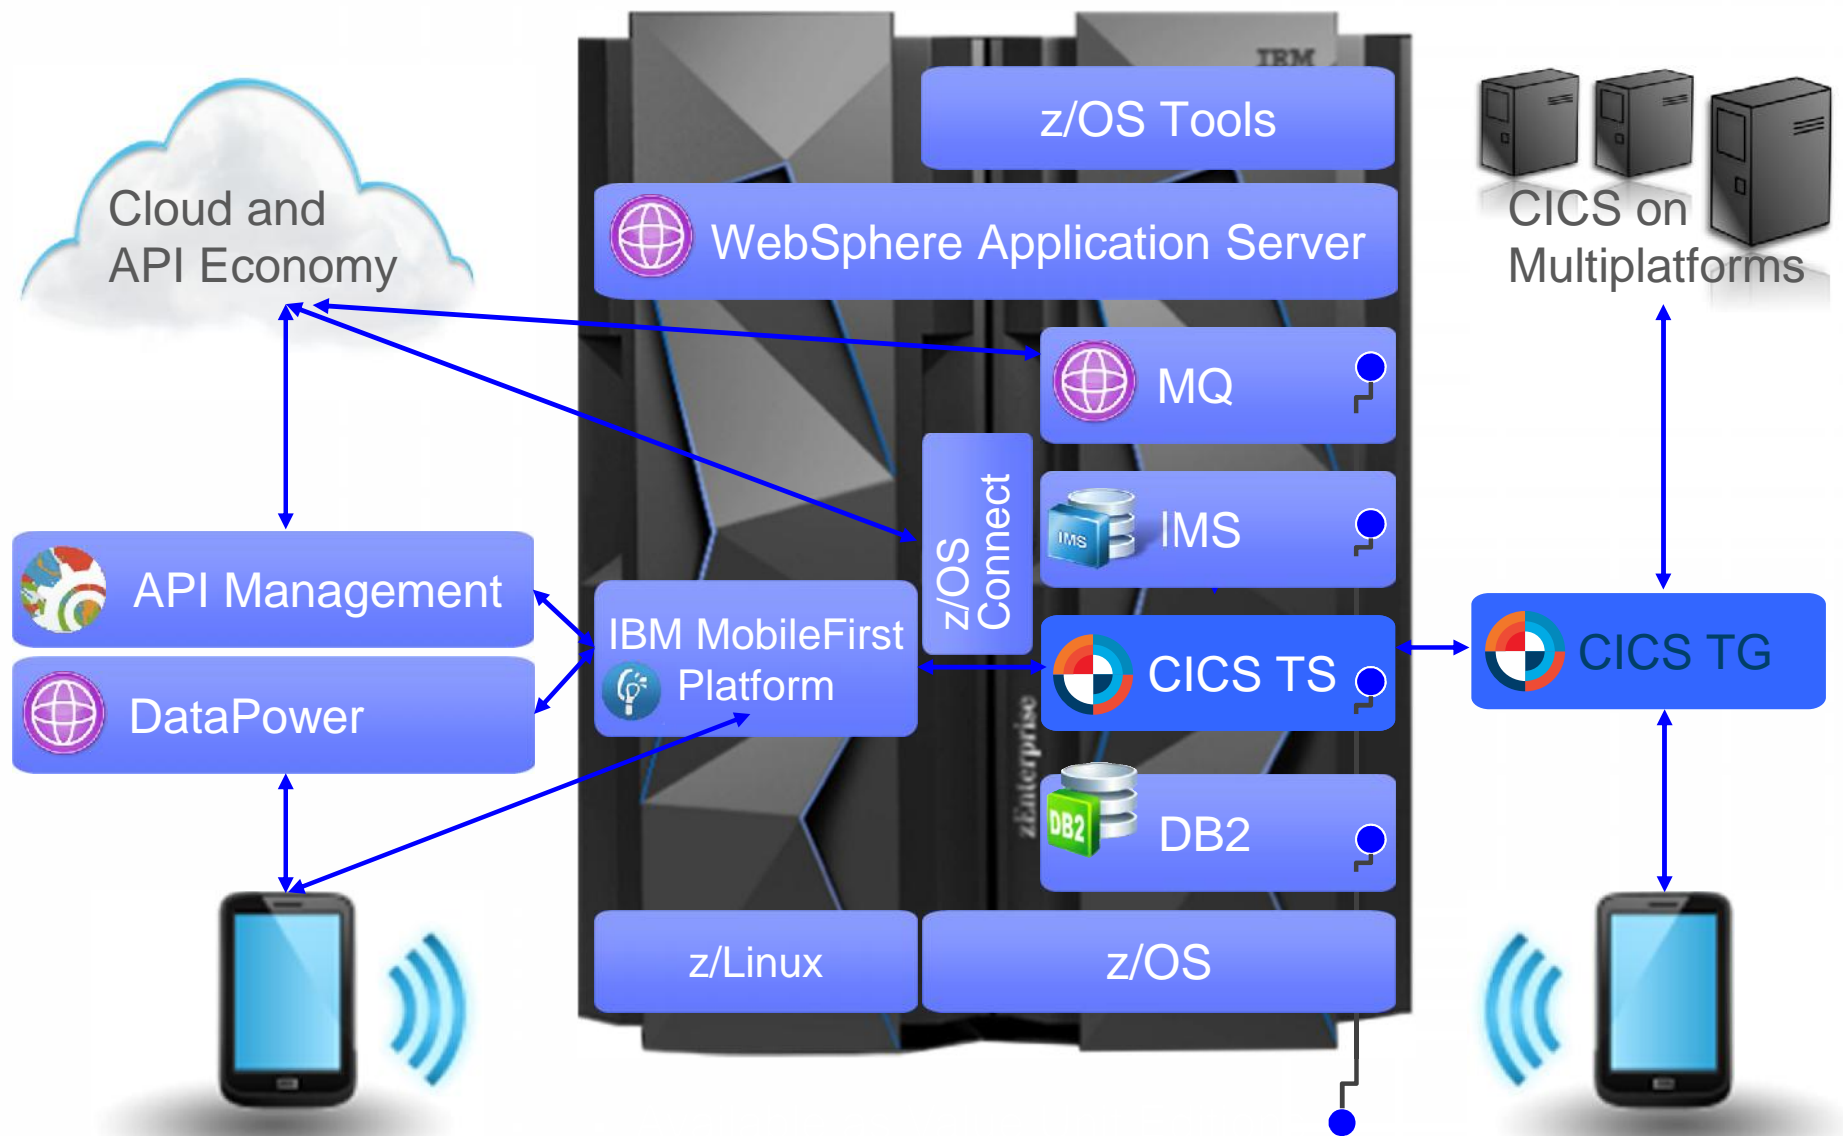 IBM
z/OS Tools
Cloud and
API Economy
WebSphere Application Server
CICS on
Multiplatforms
MQ
z/OS
Connect
IMS
IMS
API Management
IBM MobileFirst
Platform
CICS TS
CICS TG
DataPower
zEnterprise
DB2
DB2
z/Linux
z/OS